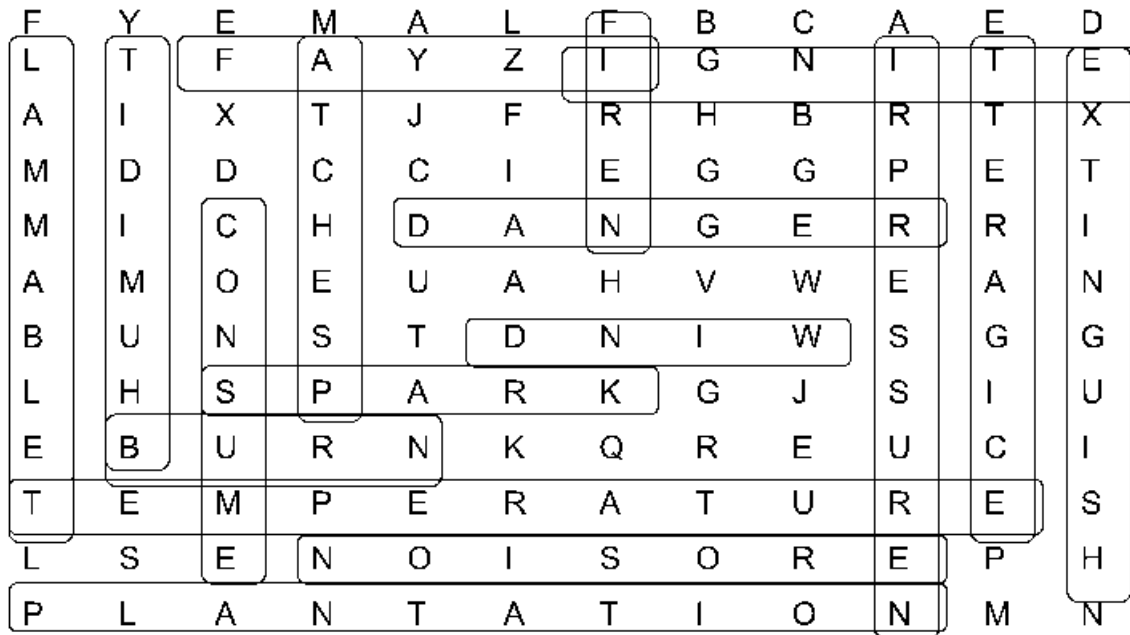 F Y E M A L F B C A E D
L T F A Y Z I G N I T E
A I X T J F R H B R T X
M D D C C I E G G P E T
M I C H D A N G E R R I
A M O E U A H V W E A N
B U N S T D N I W S G G
L H S P A R K G J S I U
E B U R N K Q R E U C I
T E M P E R A T U R E S
L S E N O I S O R E P H
P L A N T A T I O N M N